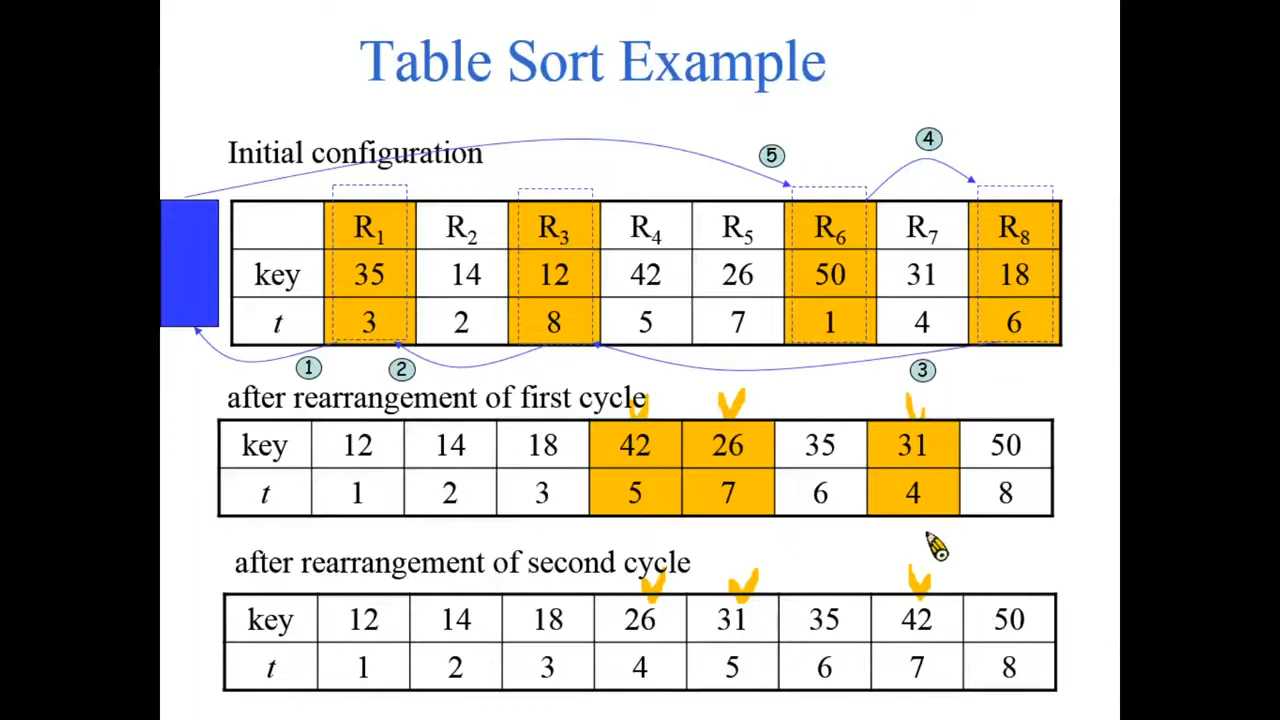 Table Sort Example
Initial configuration
5
4
R1 R2 R3 R4 R5 R6 R7 R8
key 35 14 12 42 26 50 31 18
t 3 2 8 5 7 1 4 6
1 2 3
after rearrangement of first cycle
key 12 14 18 42 26 35 31 50
t 1 2 3 5 7 6 4 8
after rearrangement of second cycle
key 12 14 18 26 31 35 42 50
t 1 2 3 4 5 6 7 8